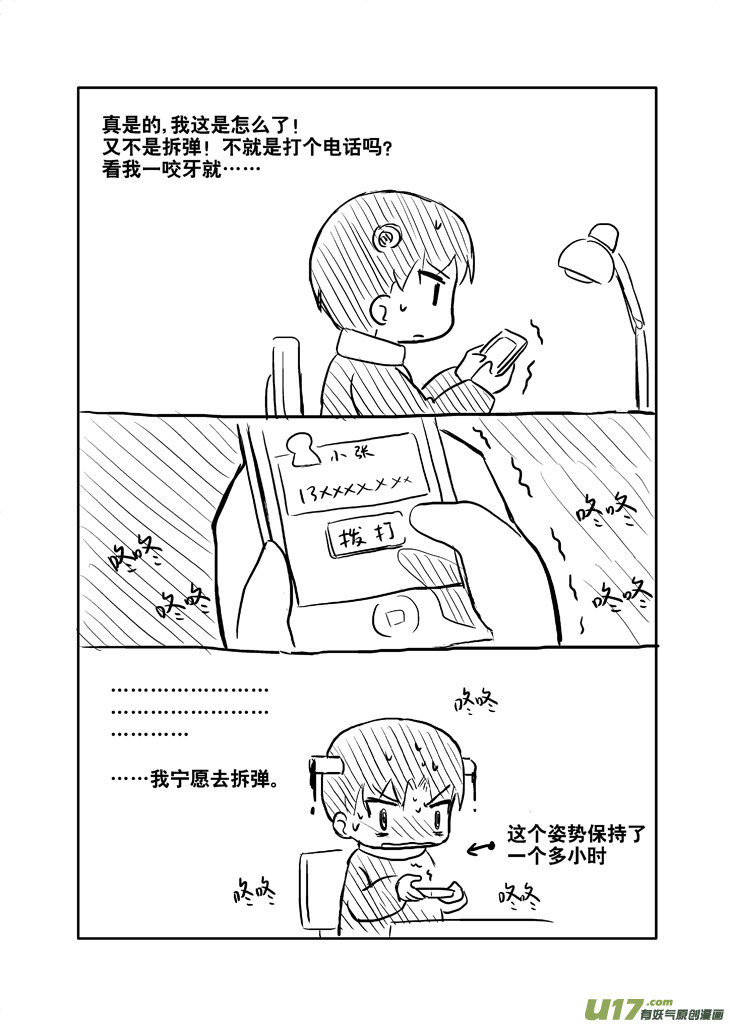 真是的,我这是怎么了!
又不是拆弹!不就是打个电话吗?
看我一咬牙就……
小张
13xxxxxxx
拨打
咚咚
咚咚
咚咚
咚咚
………………………
………………………
…………
……我宁愿去拆弹。
咚咚
这个姿势保持了
一个多小时
咚咚
咚咚
U17.com
有妖气原创漫画